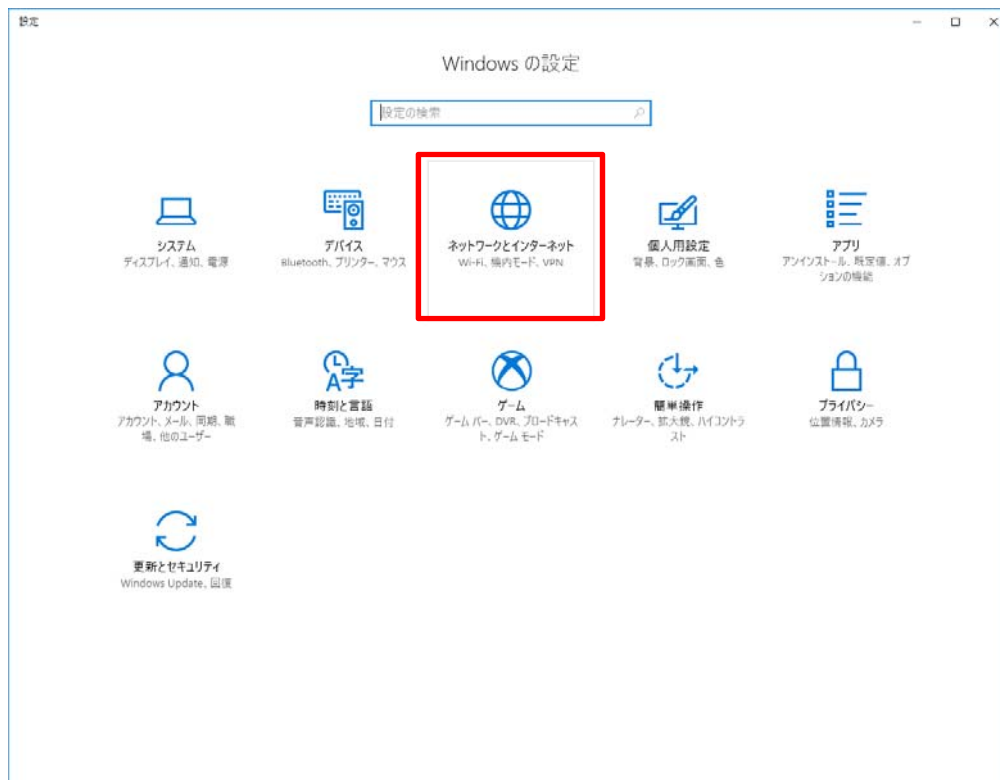 設定
Windows の設定
設定の検索
システム
ディスプレイ、通知、電源
デバイス
Bluetooth、プリンター、マウス
ネットワークとインターネット
Wi-Fi、機内モード、VPN
個人用設定
背景、ロック画面、色
アプリ
アンインストール、既定値、オプ
ションの機能
アカウント
アカウント、メール、同期、職
場、他のユーザー
時刻と言語
音声認識、地域、日付
ゲーム
ゲーム バー、DVR、ブロードキャス
ト、ゲーム モード
簡単操作
ナレーター、拡大鏡、ハイコントラ
スト
プライバシー
位置情報、カメラ
更新とセキュリティ
Windows Update、回復